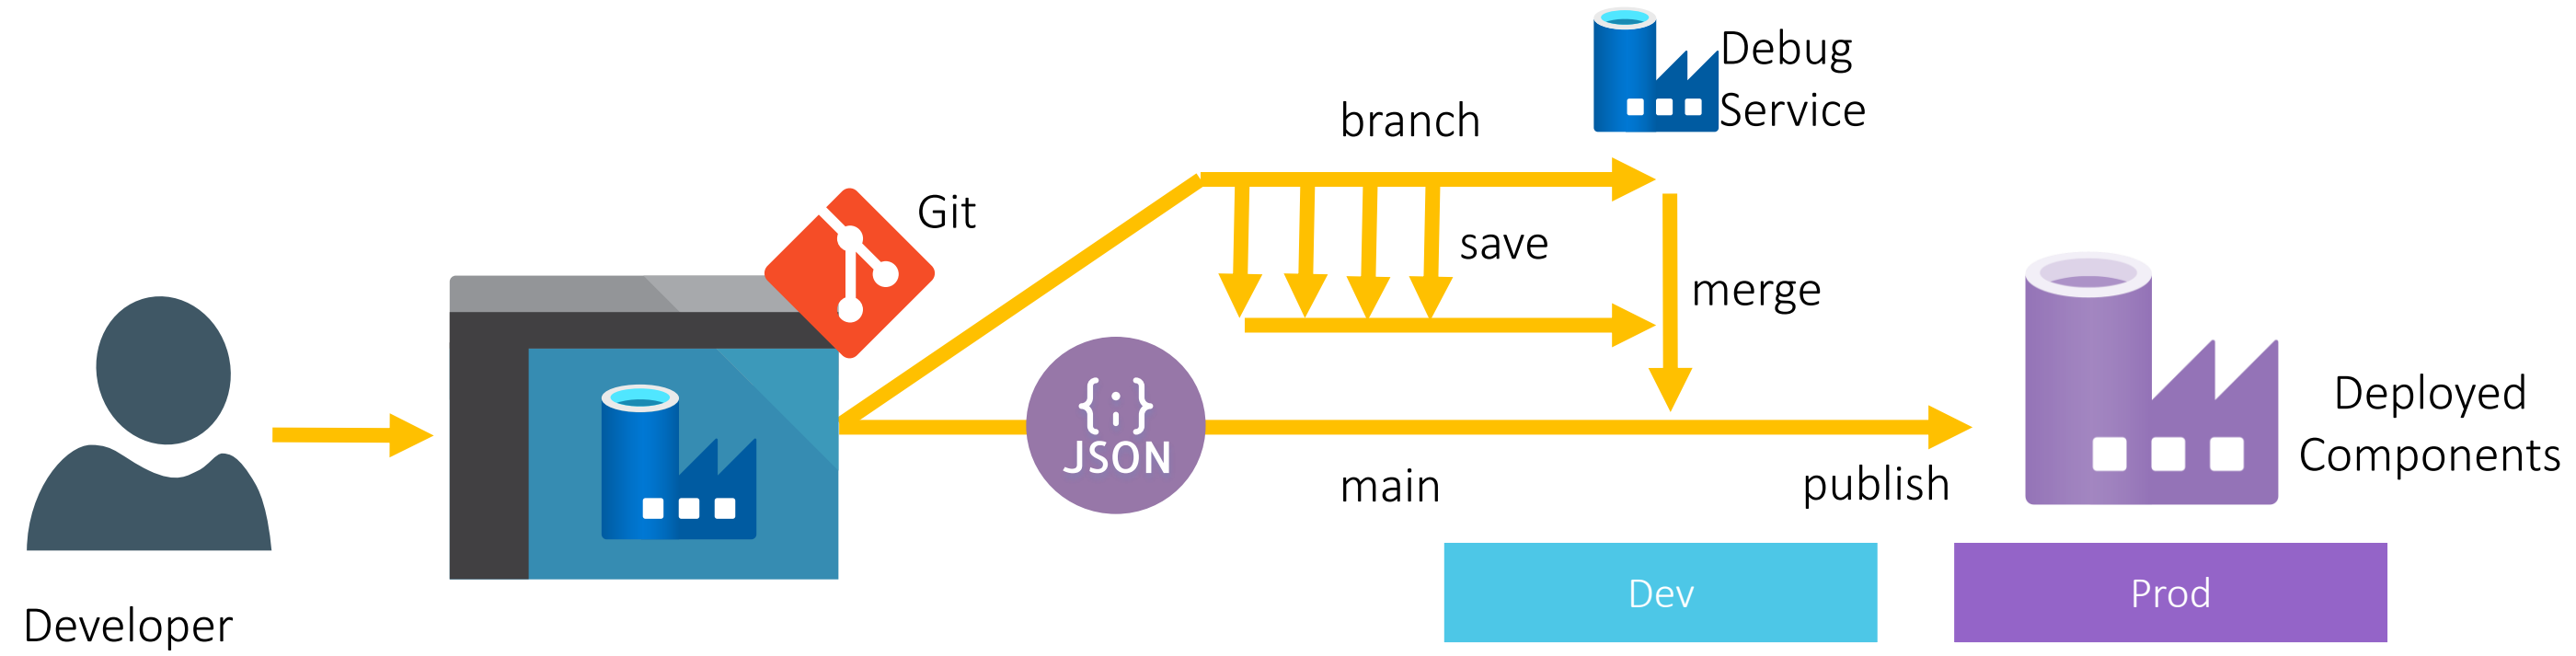 Debug
Service
branch
Git
save
merge
{;}
JSON
Deployed
Components
main
publish
Dev
Prod
Developer